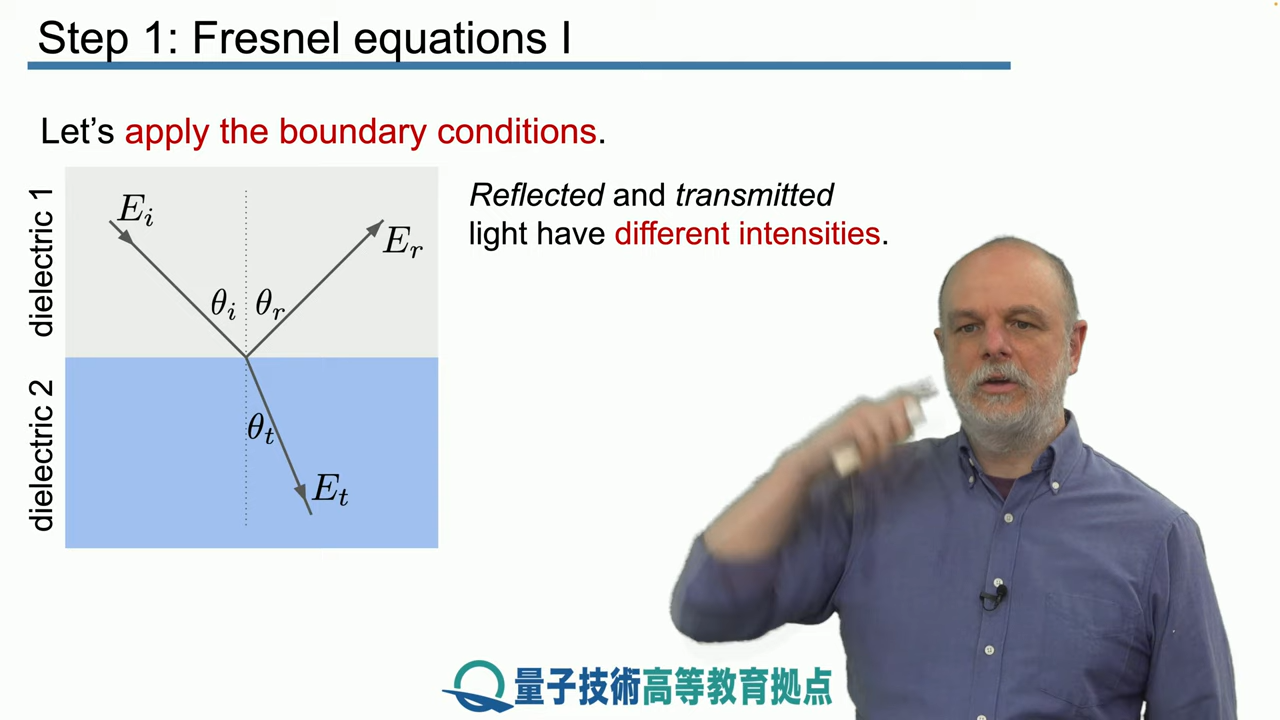 Step 1: Fresnel equations I
Let's apply the boundary conditions.
dielectric 1
E_i
E_r
θ_i
θ_r
dielectric 2
θ_t
E_t
Reflected and transmitted
light have different intensities.
量子技術高等教育拠点